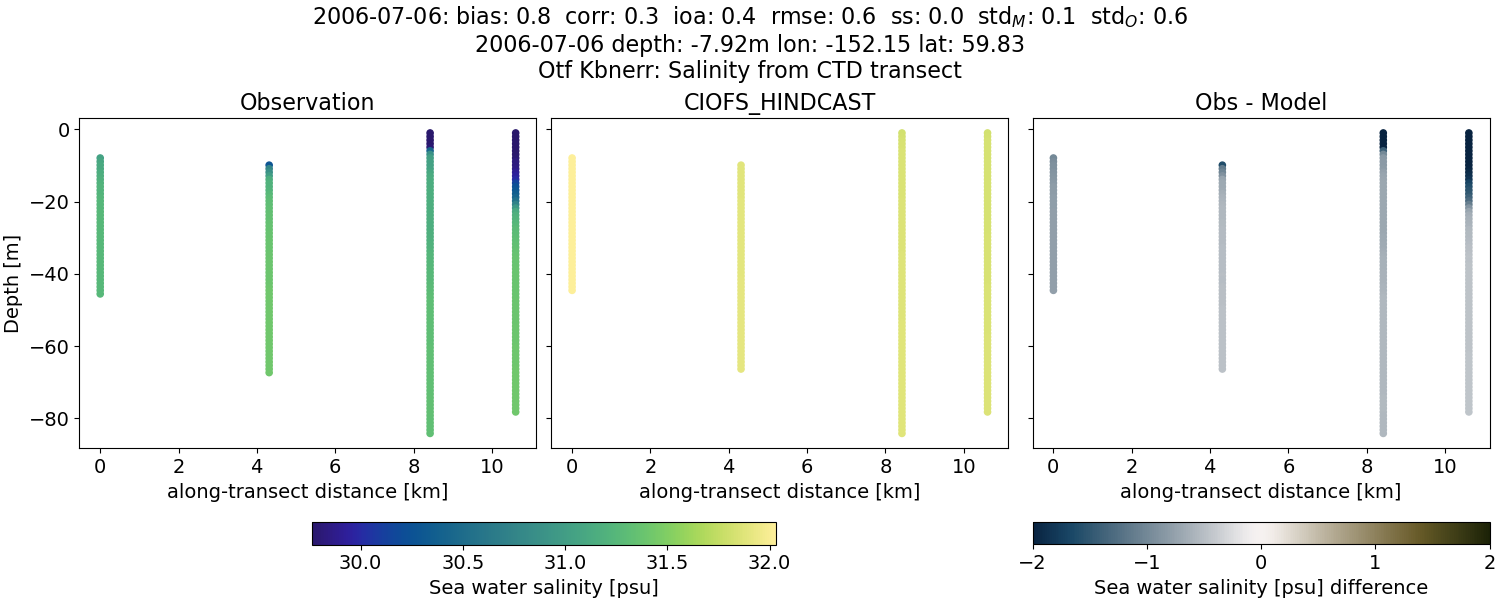 2006-07-06: bias: 0.8 corr: 0.3 ioa: 0.4 rmse: 0.6 ss: 0.0 std_M: 0.1 std_O: 0.6
2006-07-06 depth: -7.92m lon: -152.15 lat: 59.83
Otf Kbnerr: Salinity from CTD transect
Observation CIOFS_HINDCAST Obs - Model
Depth [m]
0
−20
−40
−60
−80
0 2 4 6 8 10 0 2 4 6 8 10 0 2 4 6 8 10
along-transect distance [km] along-transect distance [km] along-transect distance [km]
30.0 30.5 31.0 31.5 32.0 −2 −1 0 1 2
Sea water salinity [psu] Sea water salinity [psu] difference